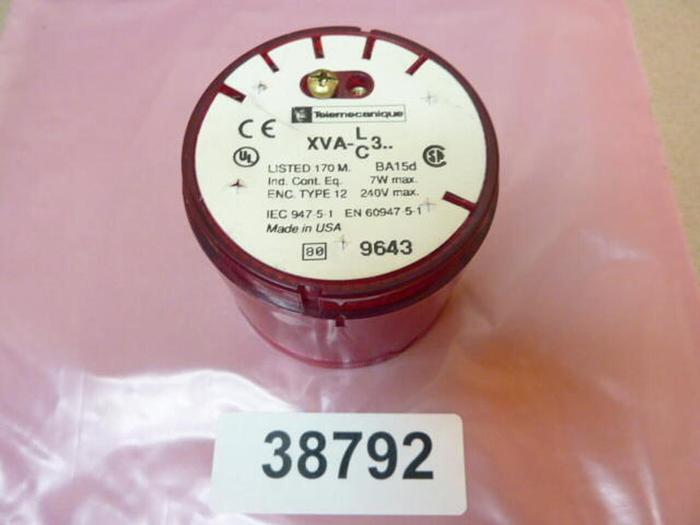 Telemecanique
CE
XVA-L/C3..
UL
LISTED 170 M. BA15d
Ind. Cont. Eq. 7W max.
ENC. TYPE 12 240V max.
IEC 947-5-1 EN 60947-5-1
Made in USA
80 9643
38792